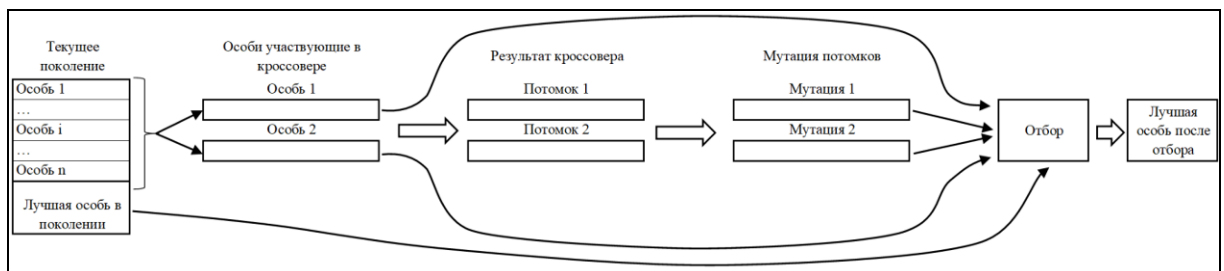 Текущее
поколение
Особь 1
...
Особь i
...
Особь n
Лучшая особь в
поколении
Особи участвующие в
кроссовере
Особь 1
Особь 2
Результат кроссовера
Потомок 1
Потомок 2
Мутация потомков
Мутация 1
Мутация 2
Отбор
Лучшая
особь после
отбора